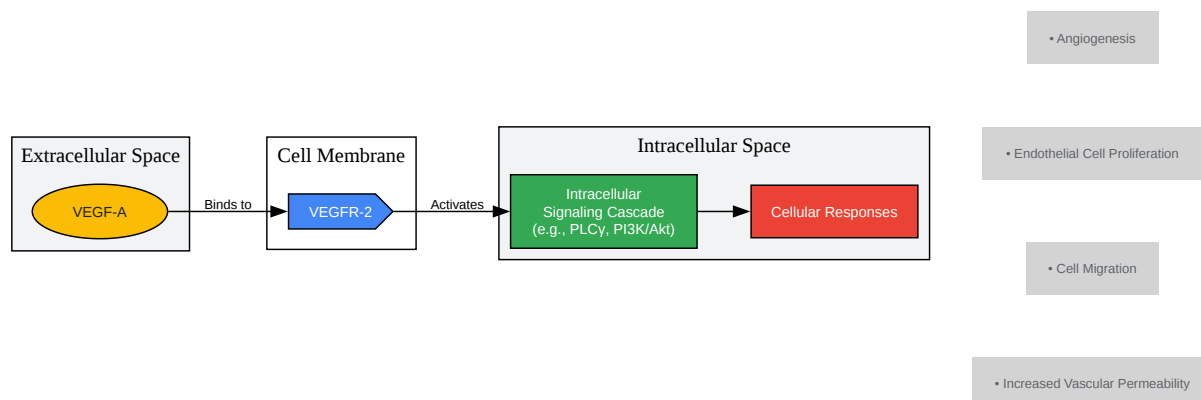 Extracellular Space
VEGF-A
Binds to
Cell Membrane
VEGFR-2
Activates
Intracellular Space
Intracellular
Signaling Cascade
(e.g., PLCγ, PI3K/Akt)
Cellular Responses
• Angiogenesis
• Endothelial Cell Proliferation
• Cell Migration
• Increased Vascular Permeability